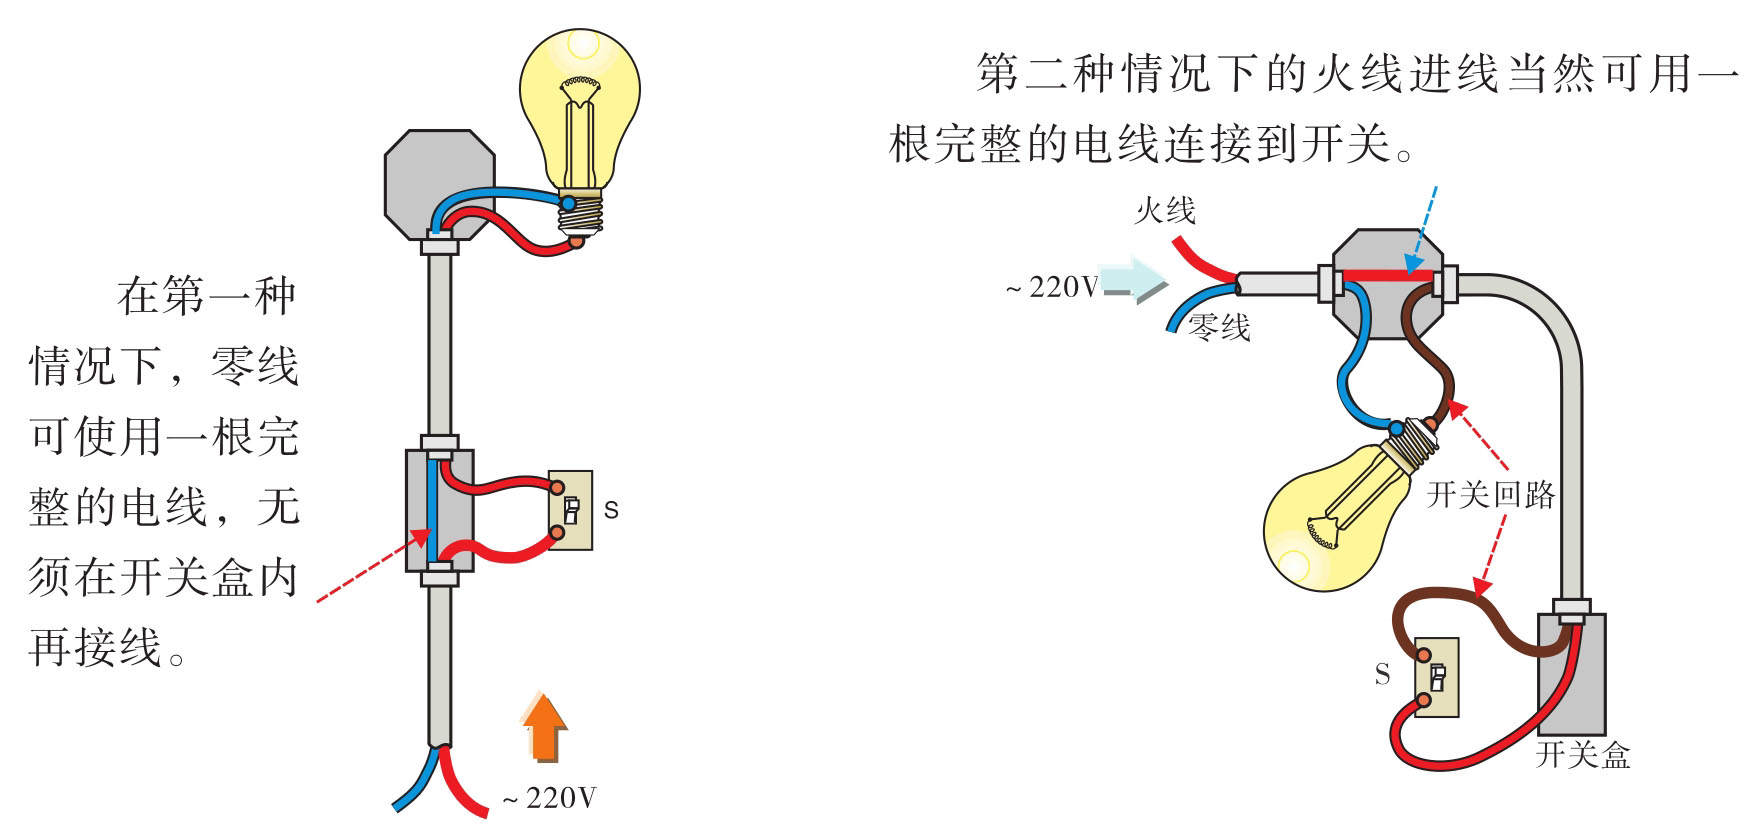 在第一种
情况下，零线
可使用一根完
整的电线，无
须在开关盒内
再接线。
S
~220V
第二种情况下的火线进线当然可用一
根完整的电线连接到开关。
火线
~220V
零线
开关回路
S
开关盒